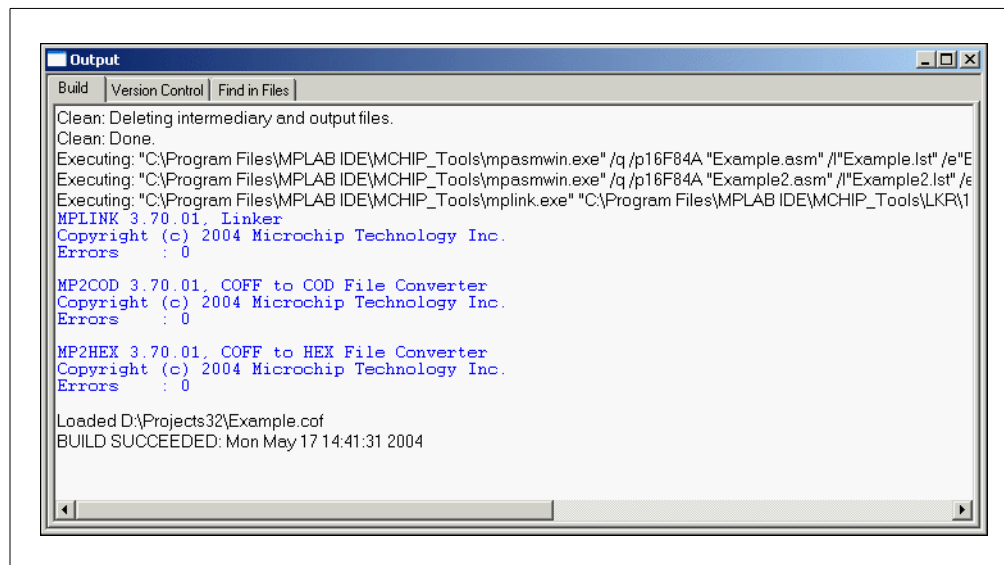 Output
Build Version Control Find in Files
Clean: Deleting intermediary and output files.
Clean: Done.
Executing: "C:\Program Files\MPLAB IDE\MCHIP_Tools\mpasmwin.exe" /q /p16F84A "Example.asm" /l"Example.lst" /e"E
Executing: "C:\Program Files\MPLAB IDE\MCHIP_Tools\mpasmwin.exe" /q /p16F84A "Example2.asm" /l"Example2.lst" /e
Executing: "C:\Program Files\MPLAB IDE\MCHIP_Tools\mplink.exe" "C:\Program Files\MPLAB IDE\MCHIP_Tools\LKR\1
MPLINK 3.70.01, Linker
Copyright (c) 2004 Microchip Technology Inc.
Errors : 0
MP2COD 3.70.01, COFF to COD File Converter
Copyright (c) 2004 Microchip Technology Inc.
Errors : 0
MP2HEX 3.70.01, COFF to HEX File Converter
Copyright (c) 2004 Microchip Technology Inc.
Errors : 0
Loaded D:\Projects32\Example.cof
BUILD SUCCEEDED: Mon May 17 14:41:31 2004